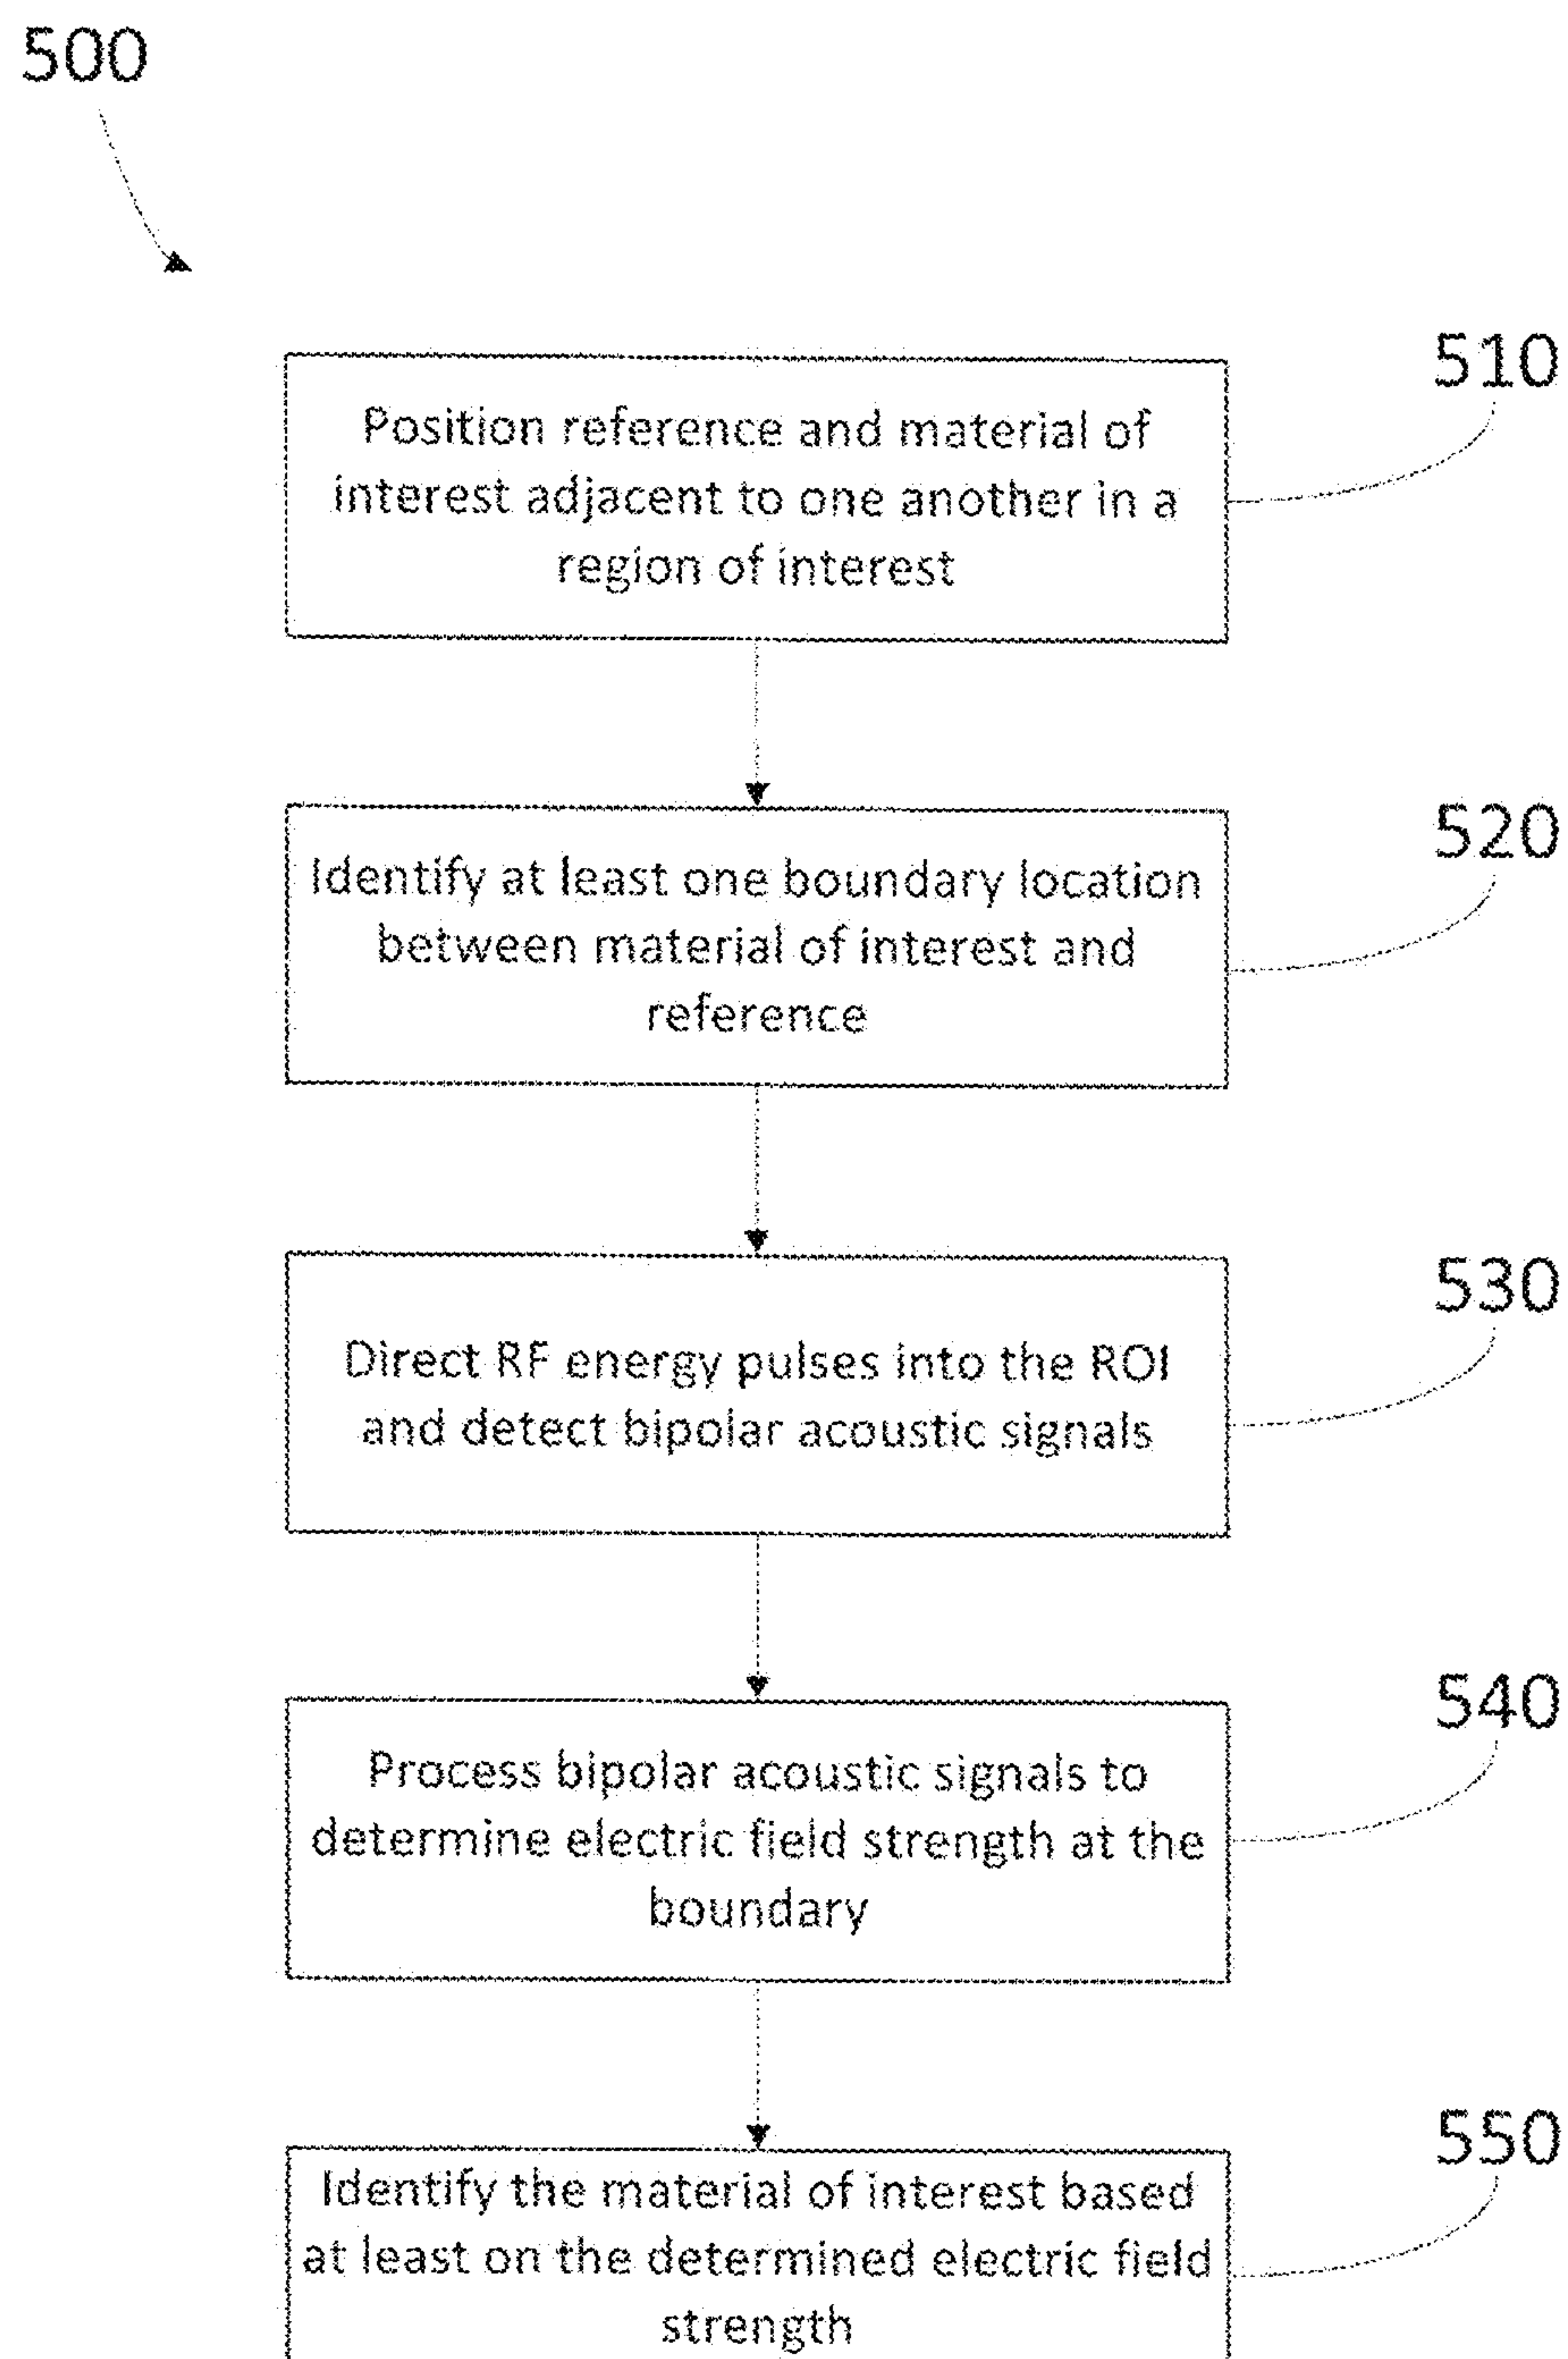 500
510
Position reference and material of
interest adjacent to one another in a
region of interest
520
Identify at least one boundary location
between material of interest and
reference
530
Direct RF energy pulses into the ROI
and detect bipolar acoustic signals
540
Process bipolar acoustic signals to
determine electric field strength at the
boundary
550
Identify the material of interest based
at least on the determined electric field
strength